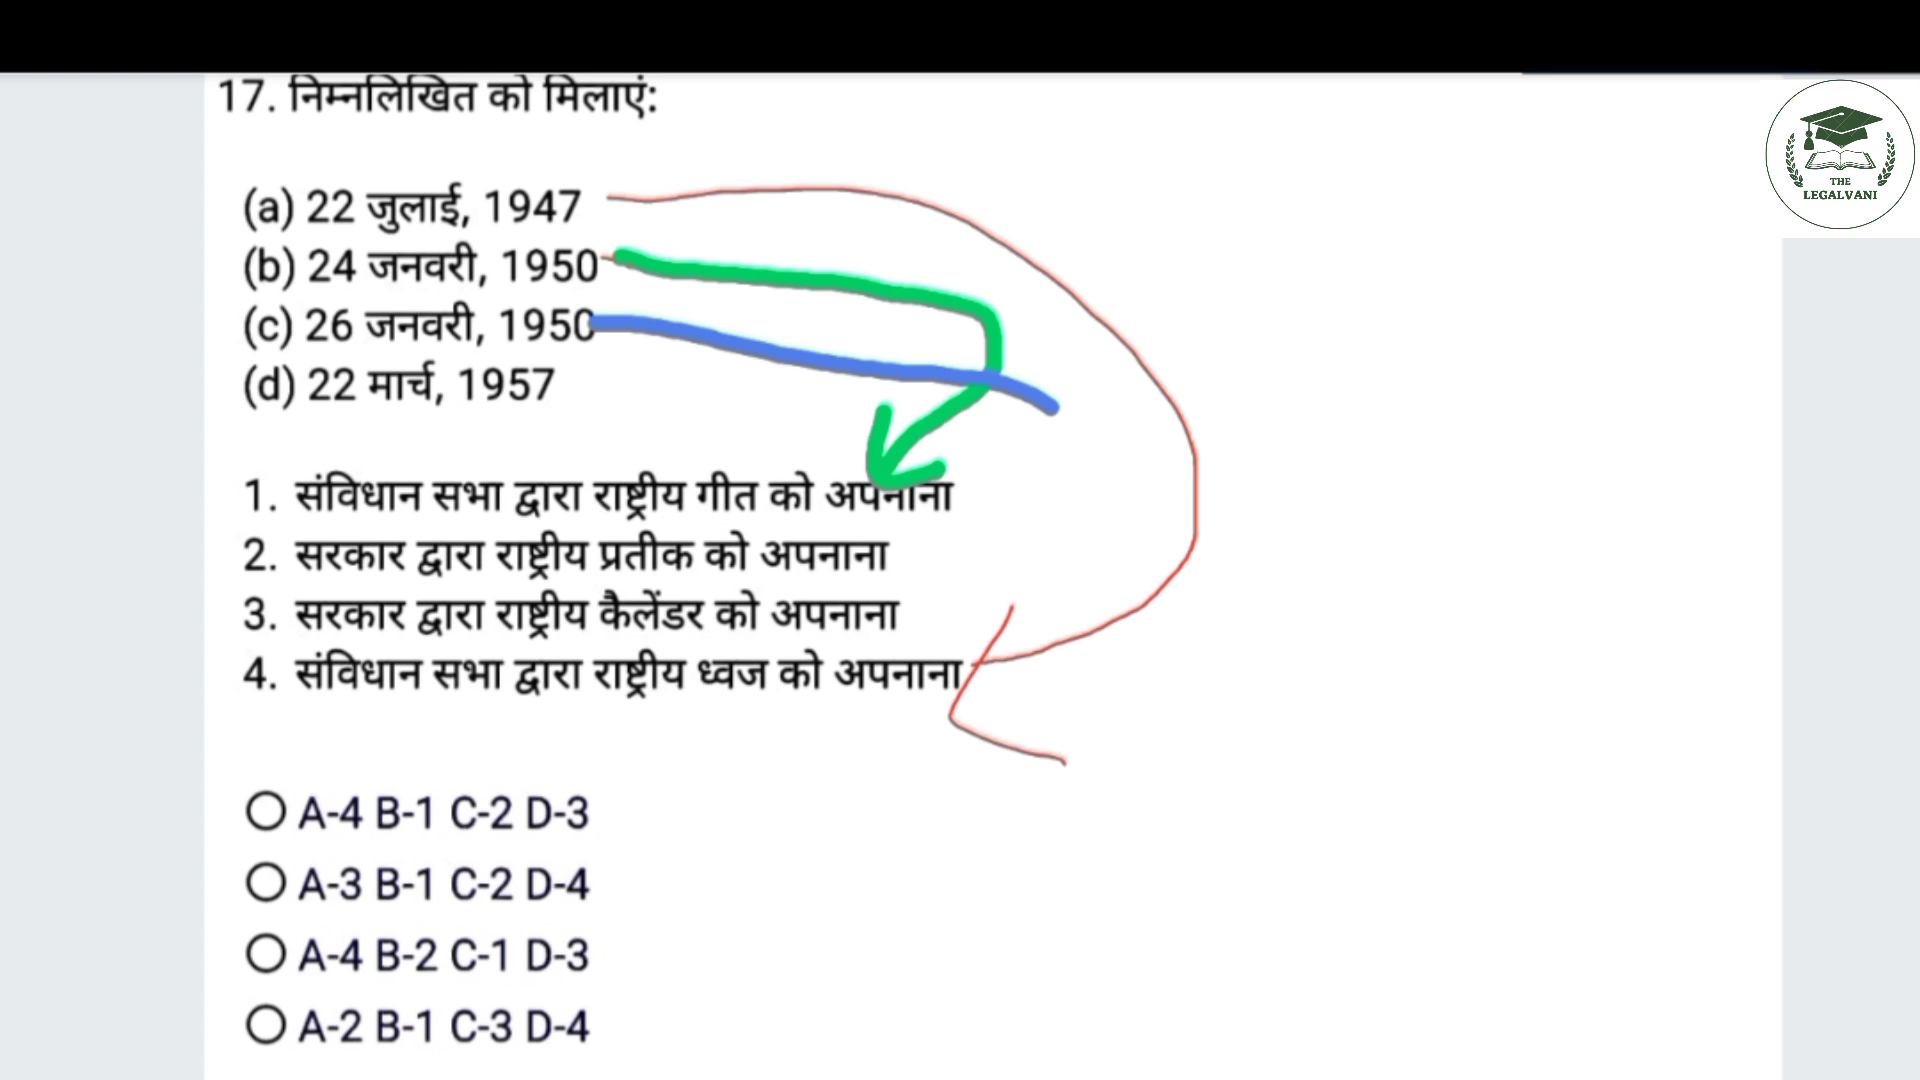 17. निम्नलिखित को मिलाएं:
(a) 22 जुलाई, 1947
(b) 24 जनवरी, 1950
(c) 26 जनवरी, 1950
(d) 22 मार्च, 1957
1. संविधान सभा द्वारा राष्ट्रीय गीत को अपनाना
2. सरकार द्वारा राष्ट्रीय प्रतीक को अपनाना
3. सरकार द्वारा राष्ट्रीय कैलेंडर को अपनाना
4. संविधान सभा द्वारा राष्ट्रीय ध्वज को अपनाना
A-4 B-1 C-2 D-3
A-3 B-1 C-2 D-4
A-4 B-2 C-1 D-3
A-2 B-1 C-3 D-4
THE
LEGALVANI